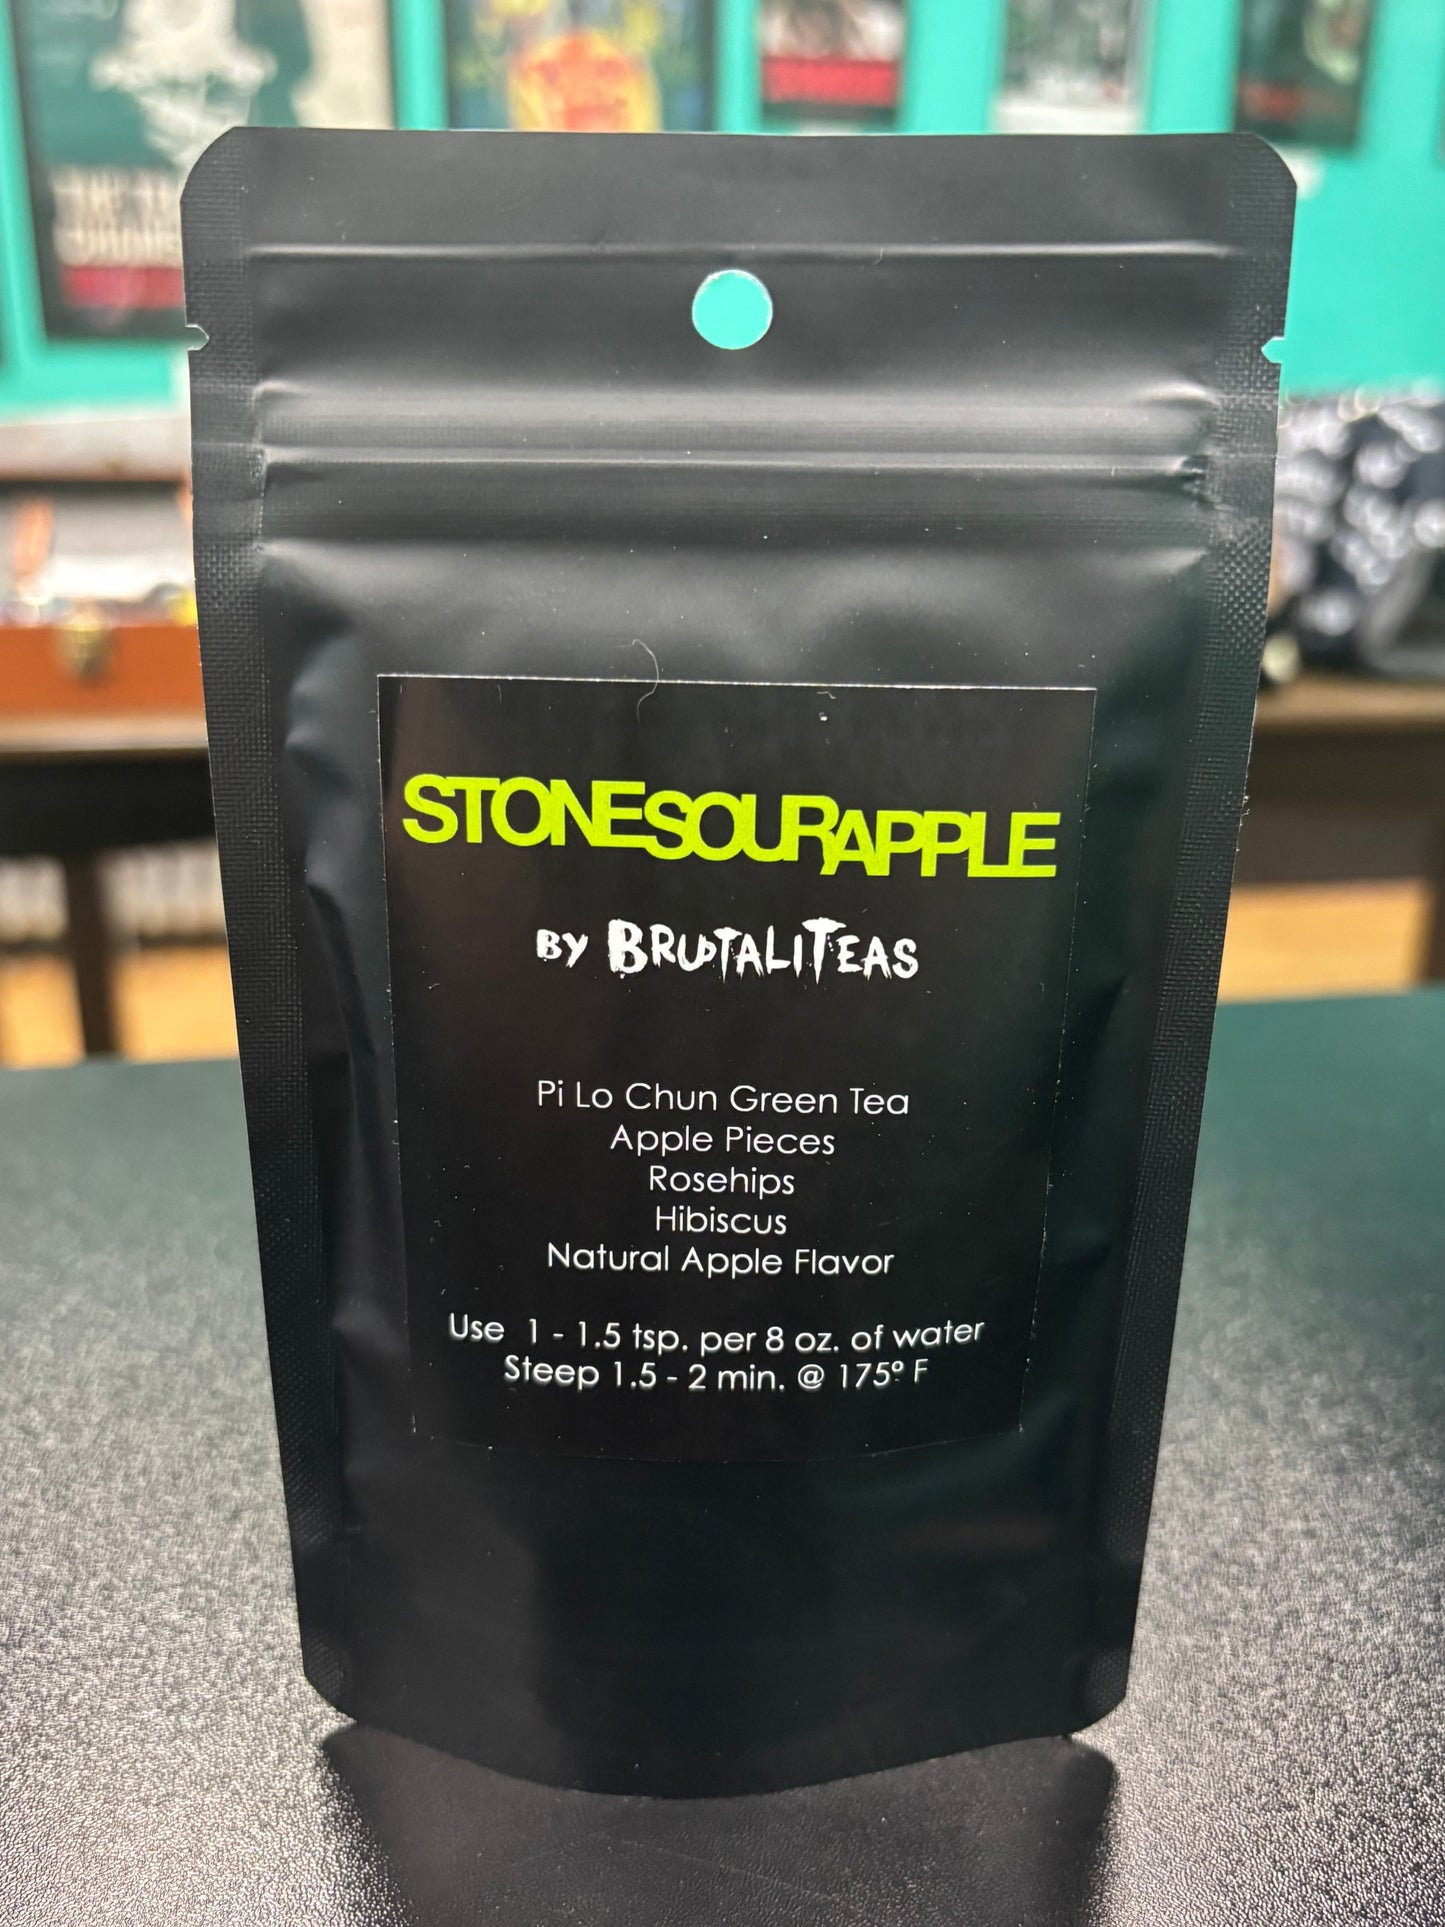 STONESOURAPPLE
BY BRUTALITEAS
Pi Lo Chun Green Tea
Apple Pieces
Rosehips
Hibiscus
Natural Apple Flavor
Use 1 - 1.5 tsp. per 8 oz. of water
Steep 1.5 - 2 min. @ 175º F